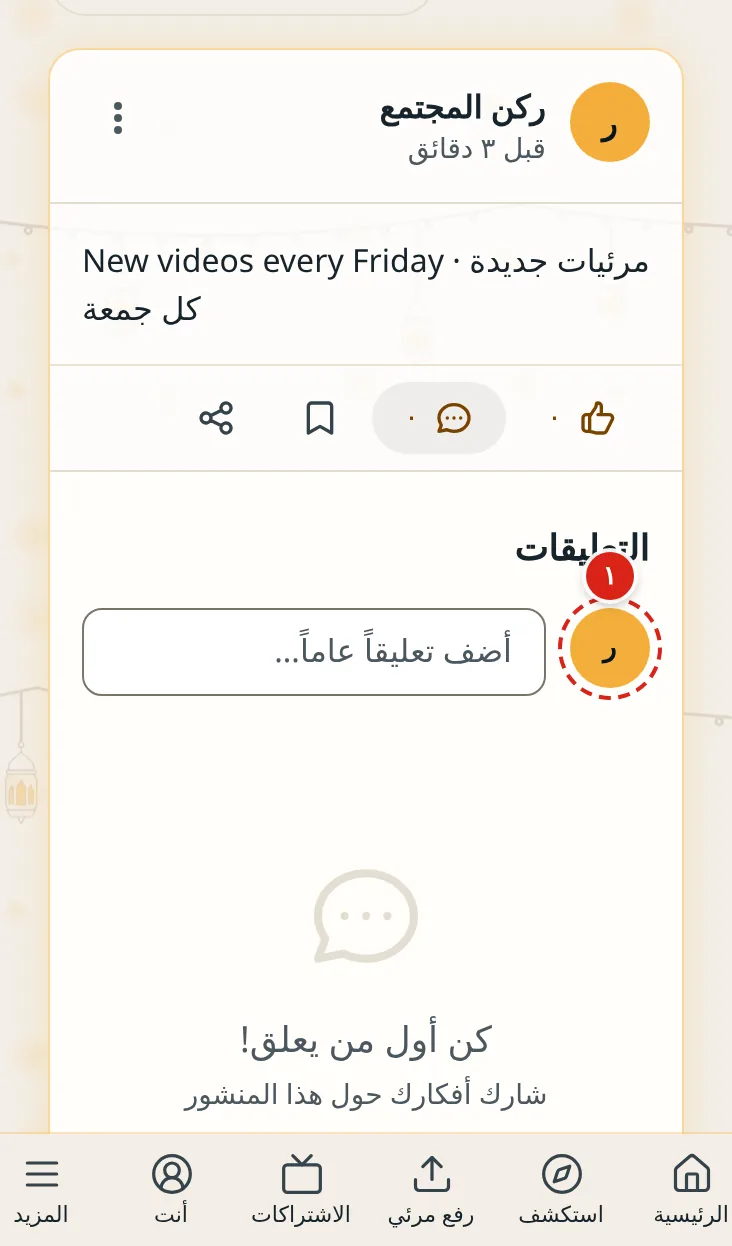 ر
ركن المجتمع
قبل ٣ دقائق
New videos every Friday · مرئيات جديدة
كل جمعة
·
·
التعليقات
١
ر
أضف تعليقاً عاماً...
كن أول من يعلق!
شارك أفكارك حول هذا المنشور
الرئيسية
استكشف
رفع مرئي
الاشتراكات
أنت
المزيد